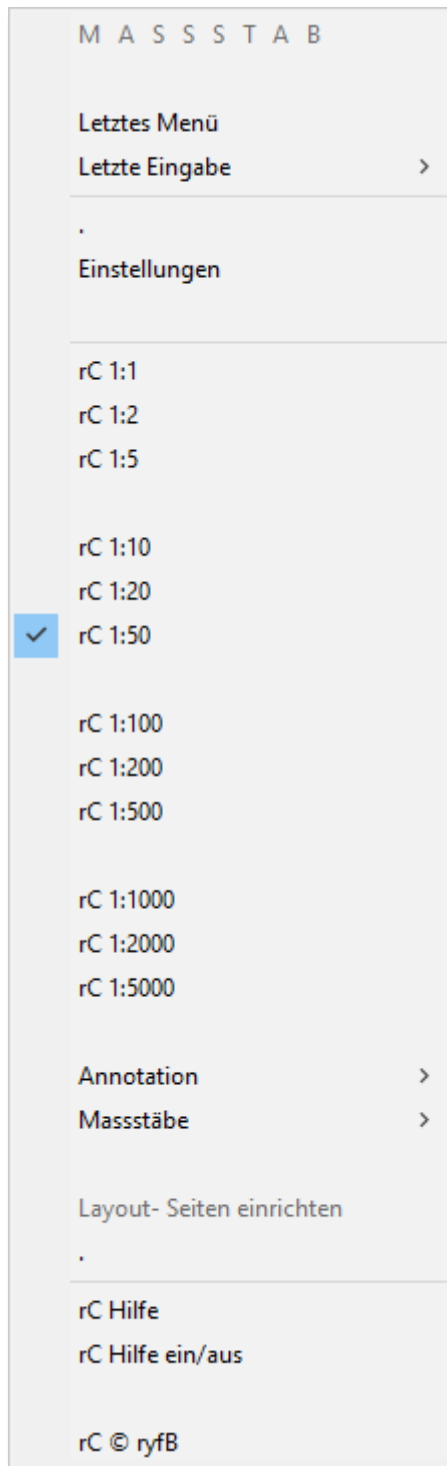 M A S S S T A B
Letztes Menü
Letzte Eingabe
.
Einstellungen
rC 1:1
rC 1:2
rC 1:5
rC 1:10
rC 1:20
rC 1:50
rC 1:100
rC 1:200
rC 1:500
rC 1:1000
rC 1:2000
rC 1:5000
Annotation
Massstäbe
Layout- Seiten einrichten
.
rC Hilfe
rC Hilfe ein/aus
rC © ryfB